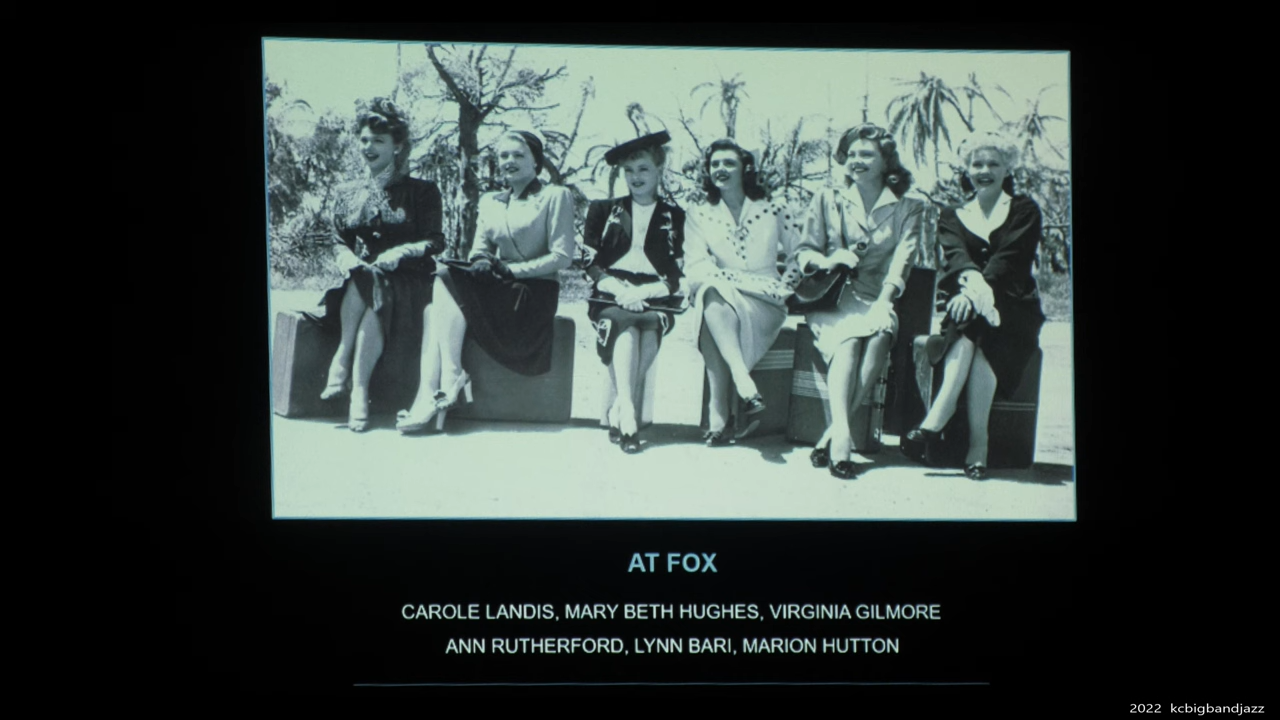 AT FOX
CAROLE LANDIS, MARY BETH HUGHES, VIRGINIA GILMORE
ANN RUTHERFORD, LYNN BARI, MARION HUTTON
2022 kcbigbandjazz